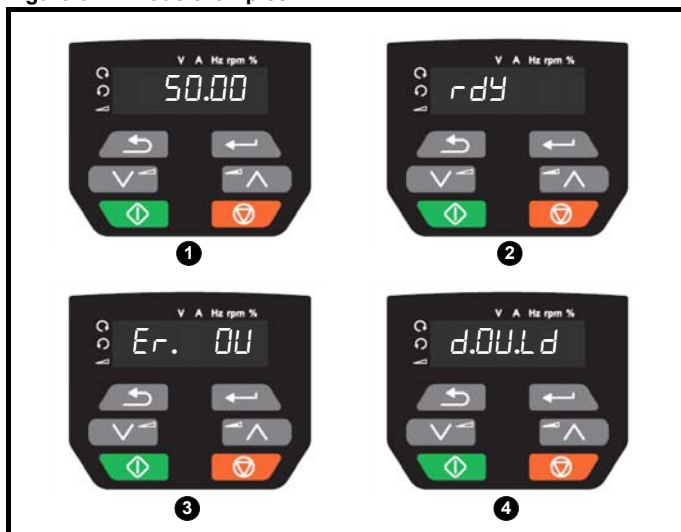 V A Hz rpm %
50.00
1
V A Hz rpm %
rdy
2
V A Hz rpm %
Er. OU
3
V A Hz rpm %
d.OU.Ld
4